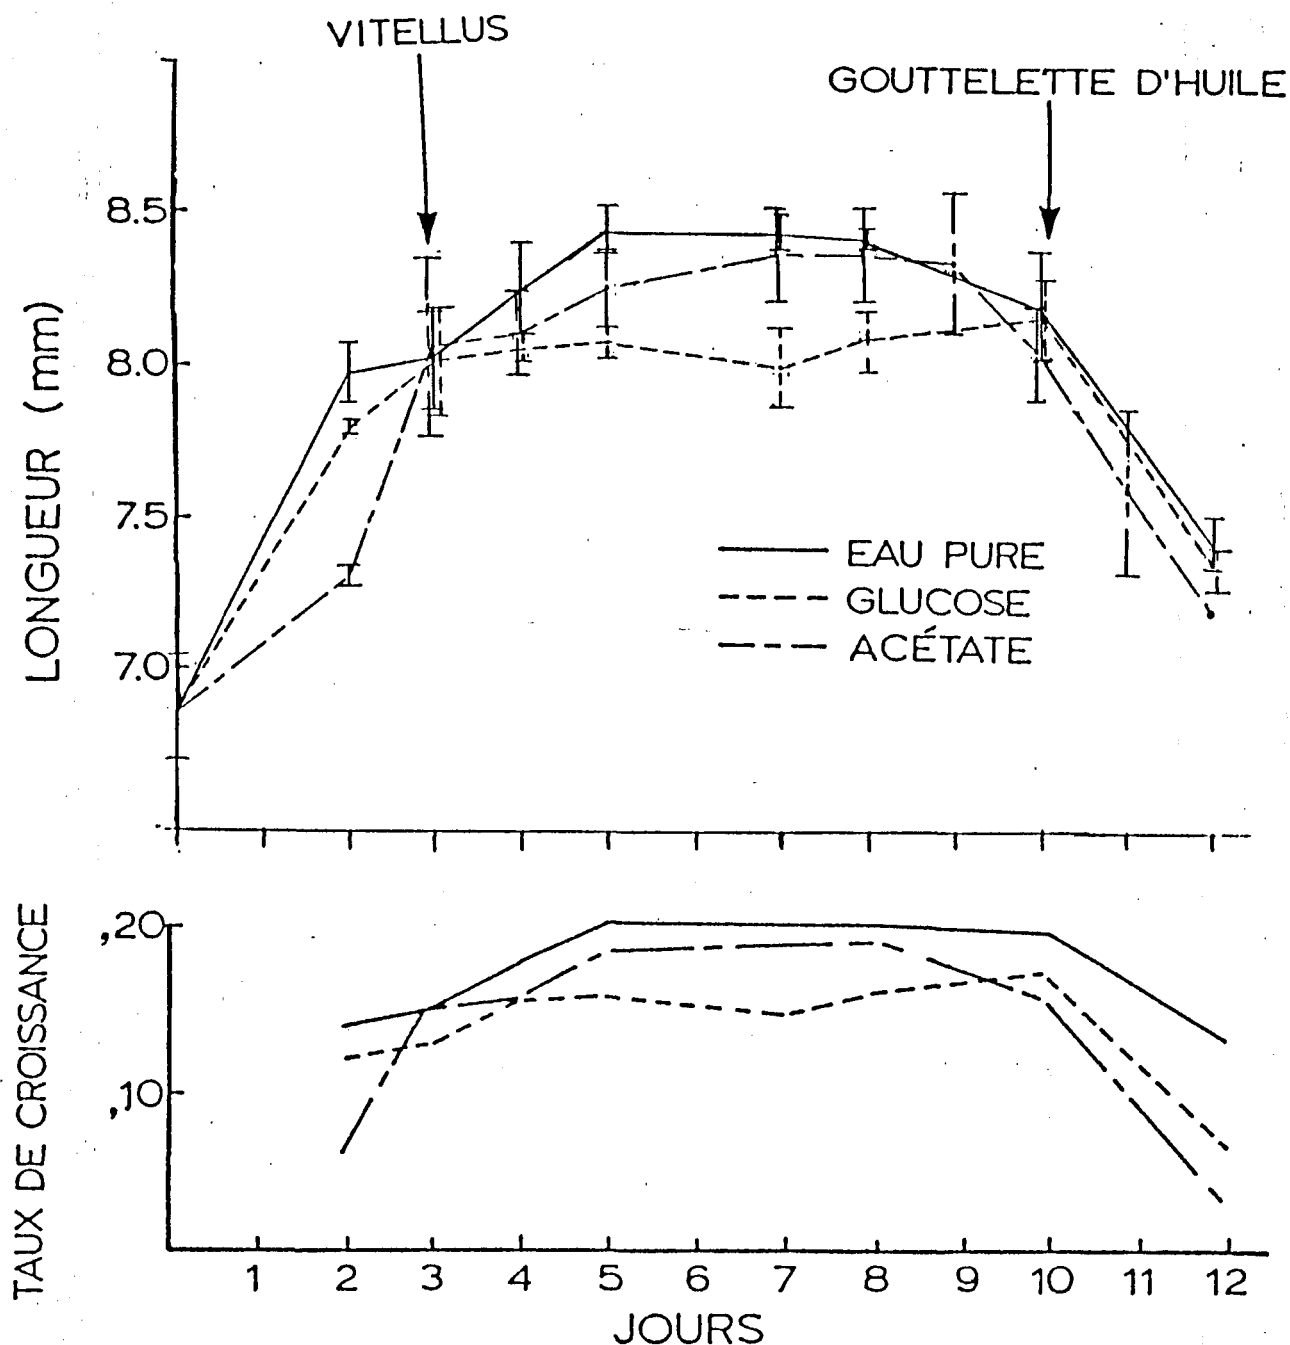 VITELLUS
GOUTTELETTE D'HUILE
LONGUEUR (mm)
8.5
8.0
7.5
7.0
EAU PURE
GLUCOSE
ACÉTATE
TAUX DE CROISSANCE
,20
,10
1 2 3 4 5 6 7 8 9 10 11 12
JOURS